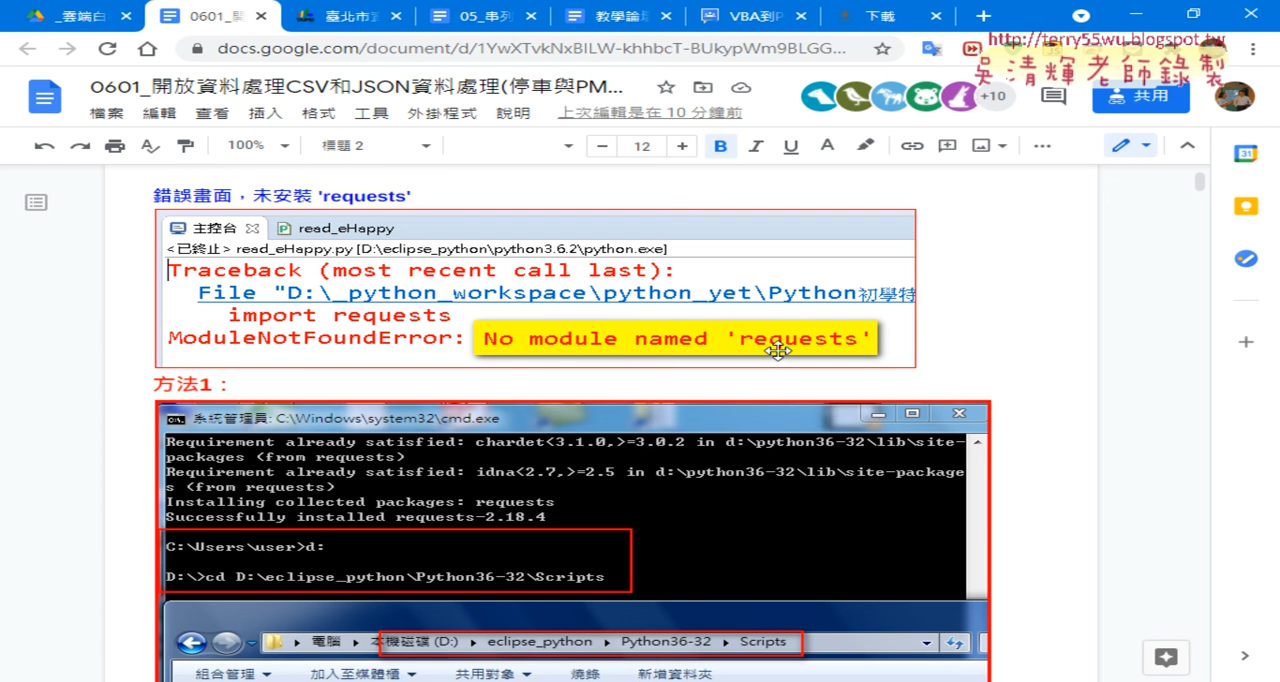 _雲端白
0601_開
臺北市
05_串列
教學論
VBA到P
下載
docs.google.com/document/d/1YwXTvkNxBILW-khhbcT-BUkypWm9BLGG...
http://terry55wu.blogspot.tw
吳清輝老師錄製
0601_開放資料處理CSV和JSON資料處理(停車與PM...
+10
共用
檔案 編輯 查看 插入 格式 工具 外掛程式 說明 上次編輯是在 10 分鐘前
100% 標題 2 12 B I U A
31
錯誤畫面，未安裝 'requests'
主控台 read_eHappy
<已終止> read_eHappy.py [D:\eclipse_python\python3.6.2\python.exe]
Traceback (most recent call last):
File "D:\_python_workspace\python_yet\Python初學特
import requests
ModuleNotFoundError: No module named 'requests'
方法1：
系統管理員: C:\Windows\system32\cmd.exe
Requirement already satisfied: chardet<3.1.0,>=3.0.2 in d:\python36-32\lib\site-
packages (from requests)
Requirement already satisfied: idna<2.7,>=2.5 in d:\python36-32\lib\site-package
s (from requests)
Installing collected packages: requests
Successfully installed requests-2.18.4
C:\Users\user>d:
D:\>cd D:\eclipse_python\Python36-32\Scripts
電腦 本機磁碟 (D:) eclipse_python Python36-32 Scripts
組合管理 加入至媒體櫃 共用對象 燒錄 新增資料夾